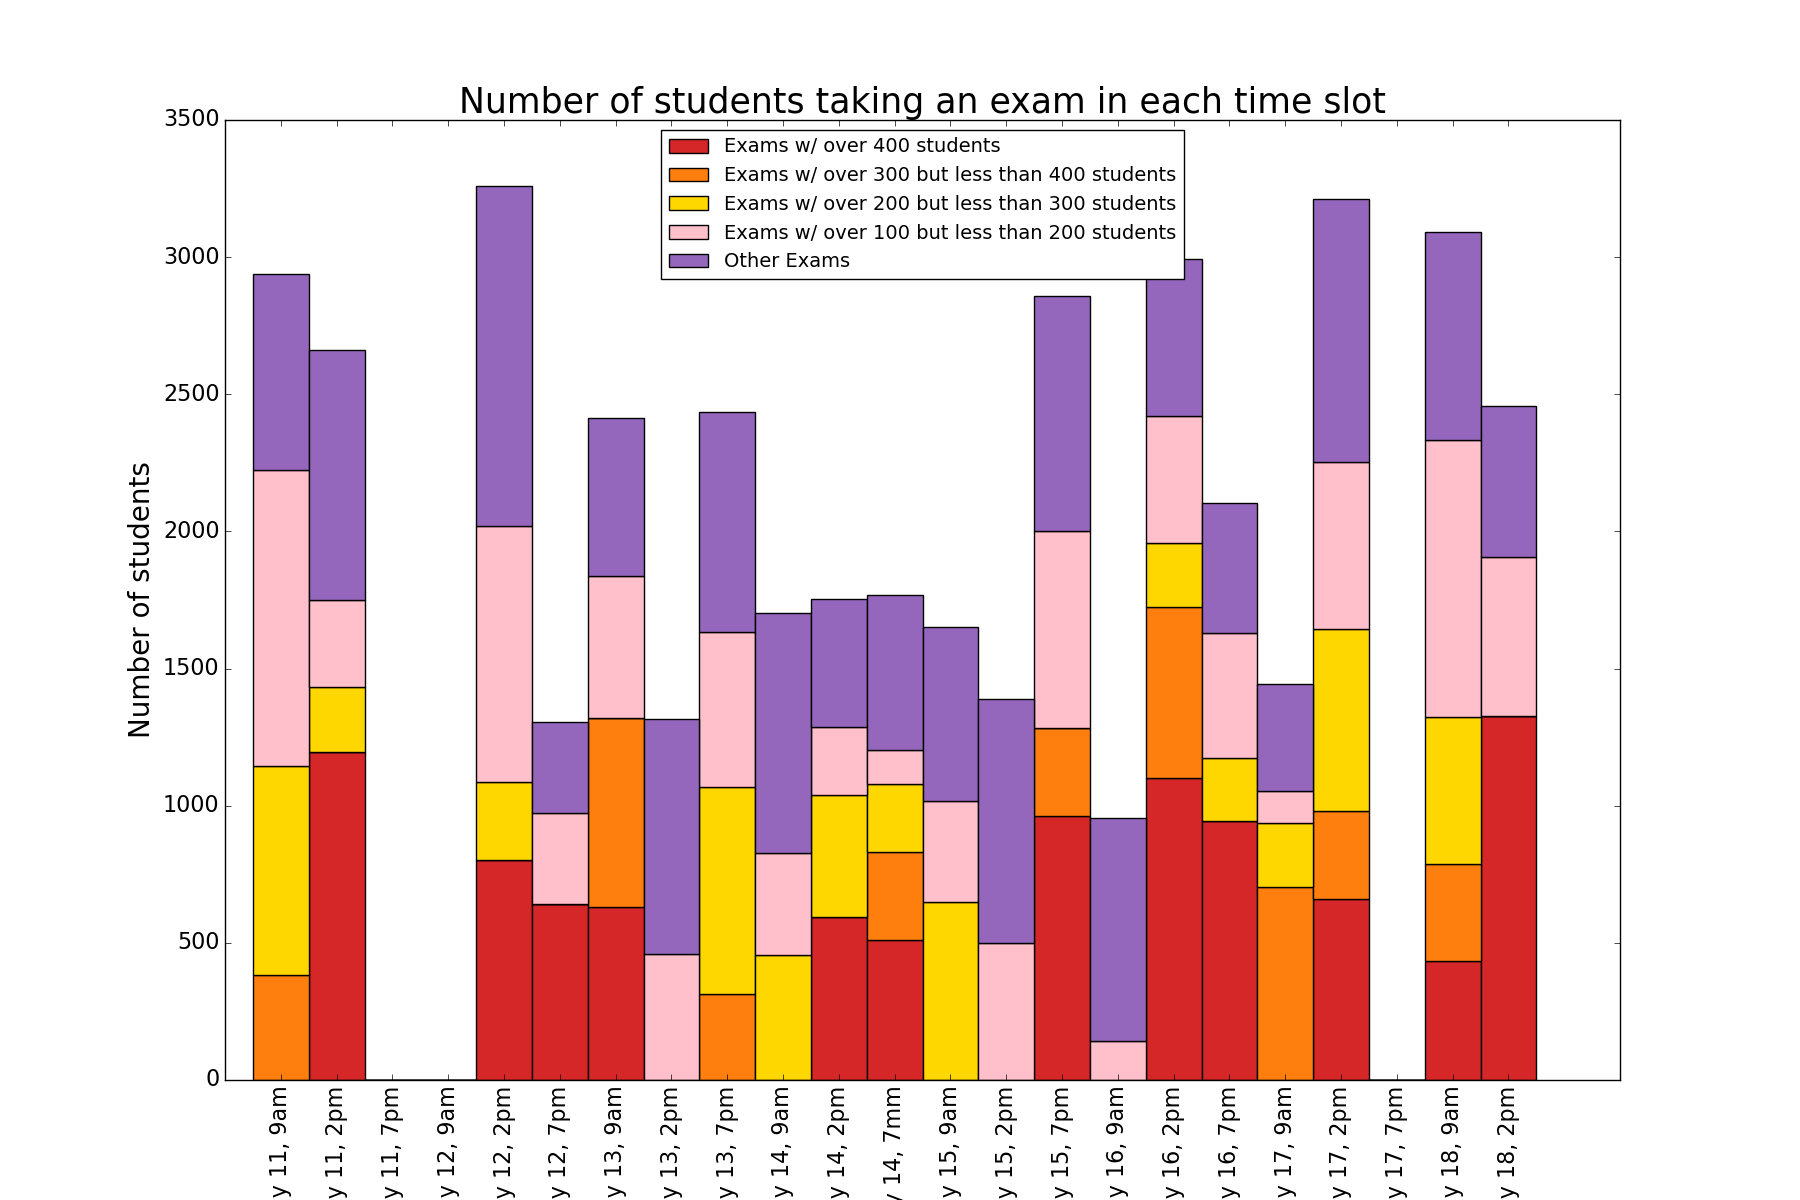 Number of students taking an exam in each time slot
Exams w/ over 400 students
Exams w/ over 300 but less than 400 students
Exams w/ over 200 but less than 300 students
Exams w/ over 100 but less than 200 students
Other Exams
Number of students
3500
3000
2500
2000
1500
1000
500
0
y 11, 9am
y 11, 2pm
y 11, 7pm
y 12, 9am
y 12, 2pm
y 12, 7pm
y 13, 9am
y 13, 2pm
y 13, 7pm
y 14, 9am
y 14, 2pm
y 14, 7mm
y 15, 9am
y 15, 2pm
y 15, 7pm
y 16, 9am
y 16, 2pm
y 16, 7pm
y 17, 9am
y 17, 2pm
y 17, 7pm
y 18, 9am
y 18, 2pm